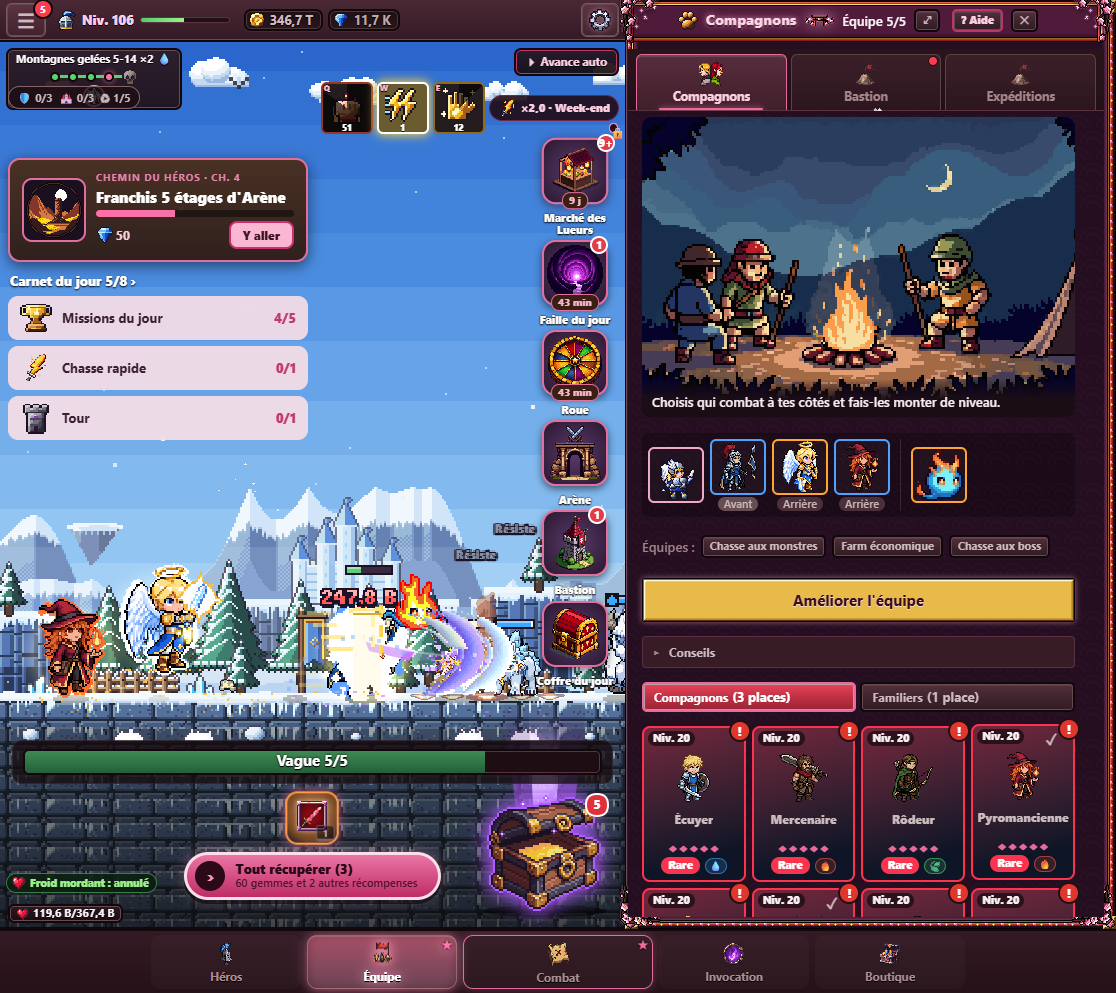 5
Niv. 106
346,7 T
11,7 K
Montagnes gelées 5-14 ×2
0/3
0/3
1/5
Avance auto
Q
51
W
1
E
12
×2,0 · Week-end
CHEMIN DU HÉROS · CH. 4
Franchis 5 étages d'Arène
50
Y aller
Carnet du jour 5/8 ›
Missions du jour
4/5
Chasse rapide
0/1
Tour
0/1
9+
9 j
Marché des
Lueurs
1
43 min
Faille du jour
43 min
Roue
Arène
1
Bastion
Coffre du jour
Résiste
Résiste
247,8 B
Vague 5/5
1
5
Tout récupérer (3)
60 gemmes et 2 autres récompenses
Froid mordant : annulé
119,6 B/367,4 B
Compagnons
Équipe 5/5
? Aide
Compagnons
Bastion
Expéditions
Choisis qui combat à tes côtés et fais-les monter de niveau.
Avant
Arrière
Arrière
Équipes :
Chasse aux monstres
Farm économique
Chasse aux boss
Améliorer l'équipe
Conseils
Compagnons (3 places)
Familiers (1 place)
Niv. 20
!
Écuyer
Rare
Niv. 20
!
Mercenaire
Rare
Niv. 20
!
Rôdeur
Rare
Niv. 20
!
Pyromancienne
Rare
Niv. 20
!
Niv. 20
!
Niv. 20
!
Niv. 20
!
Héros
Équipe
Combat
Invocation
Boutique